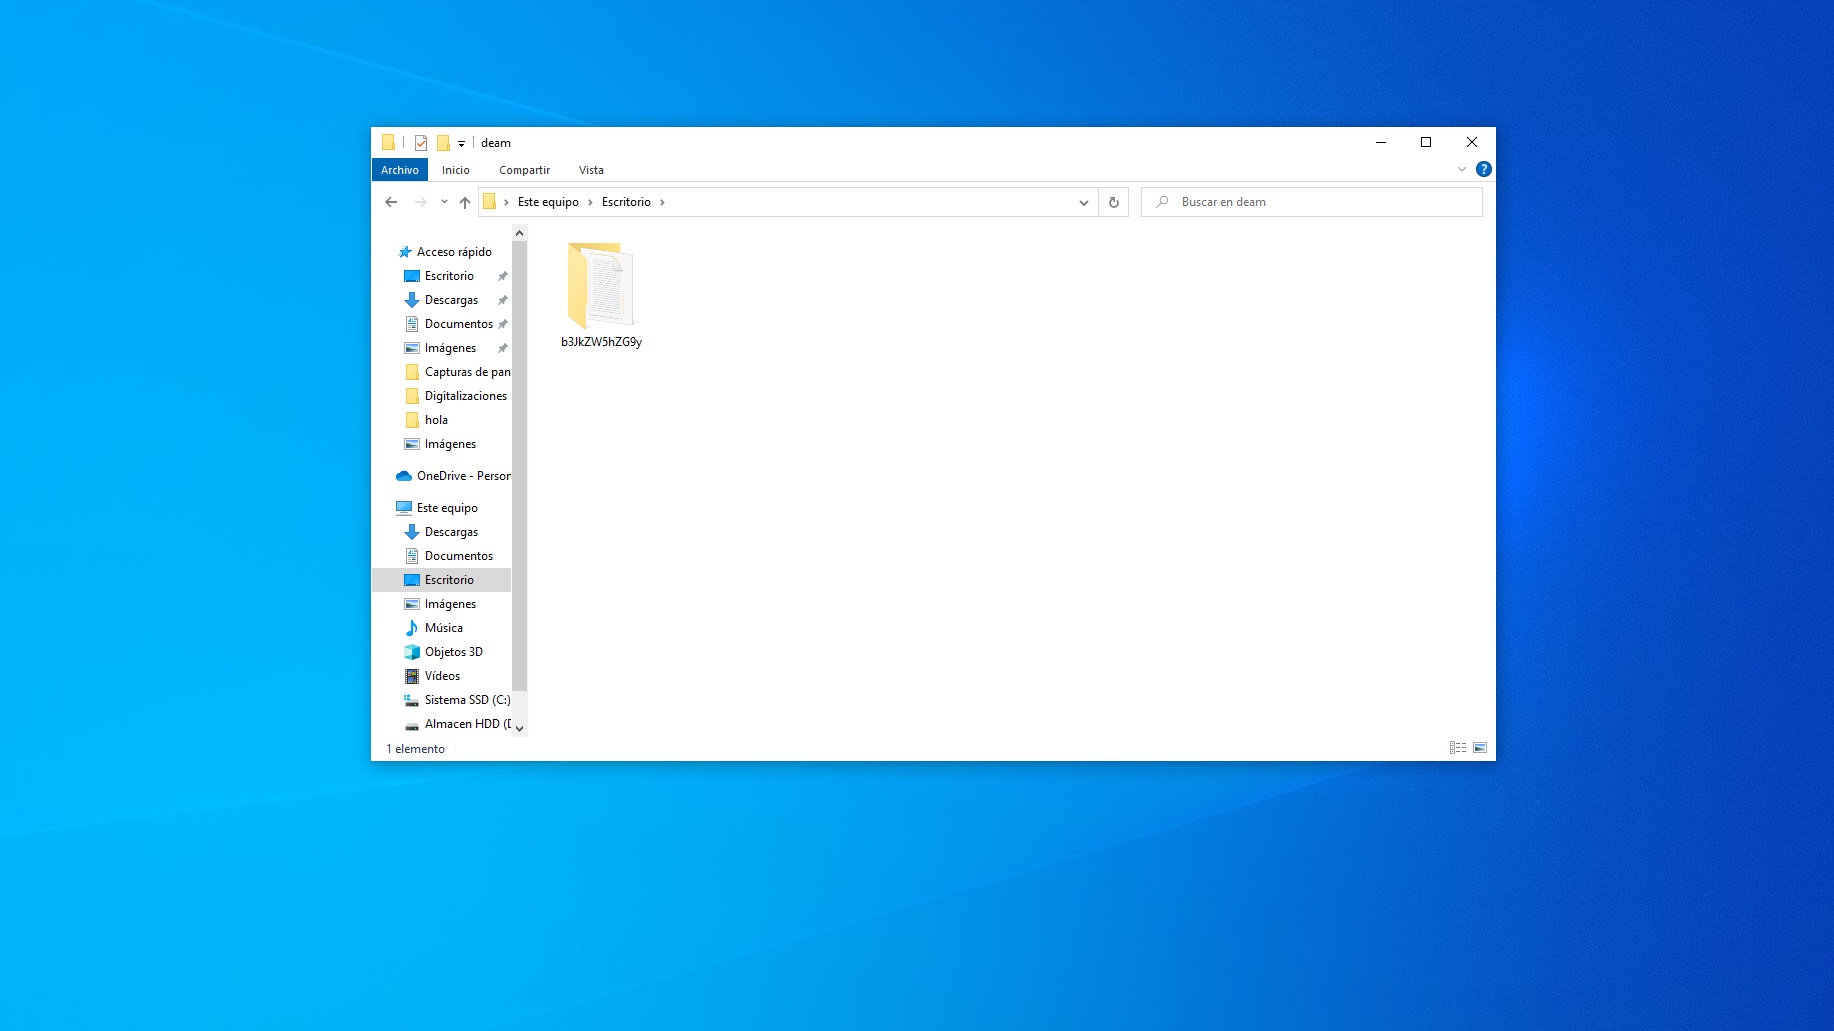 deam
Archivo Inicio Compartir Vista
Este equipo Escritorio
Buscar en deam
Acceso rápido
Escritorio
Descargas
Documentos
Imágenes
Capturas de pan
Digitalizaciones
hola
Imágenes
OneDrive - Person
Este equipo
Descargas
Documentos
Escritorio
Imágenes
Música
Objetos 3D
Vídeos
Sistema SSD (C:)
Almacen HDD (D
b3JkZW5hZG9y
1 elemento